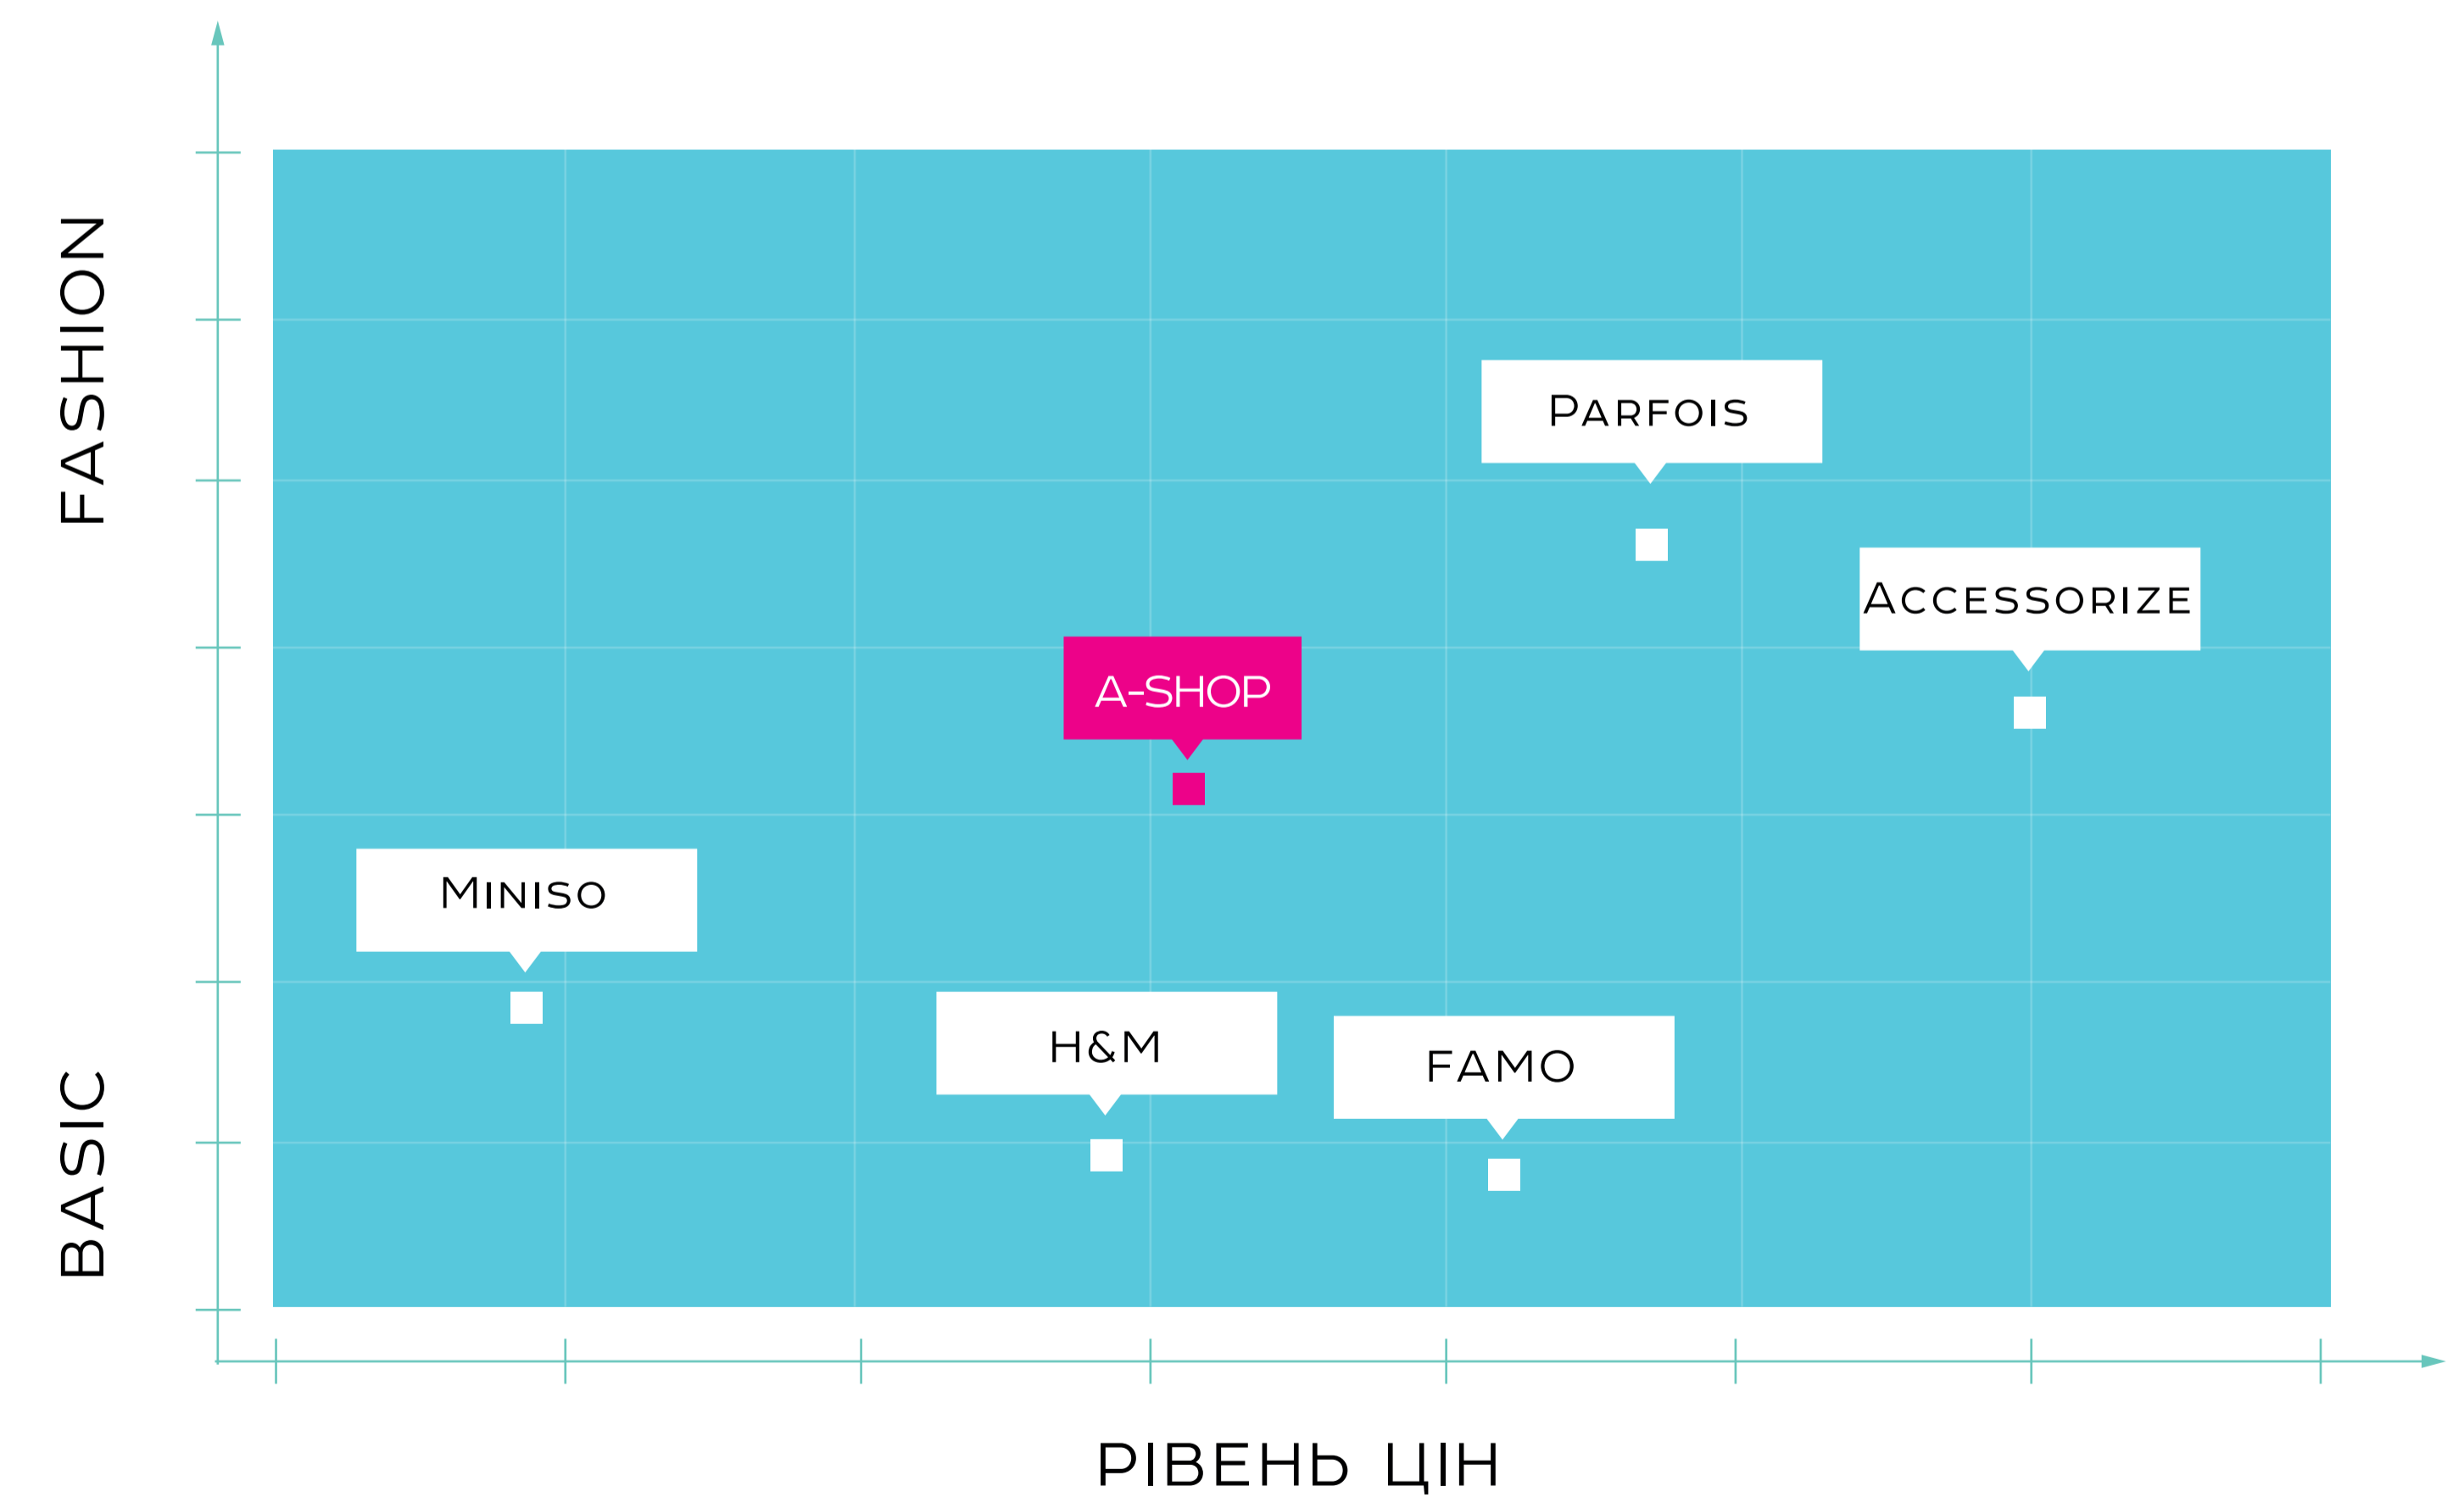 FASHION
PARFOIS
ACCESSORIZE
A-SHOP
MINISO
H&M
FAMO
BASIC
РІВЕНЬ ЦІН